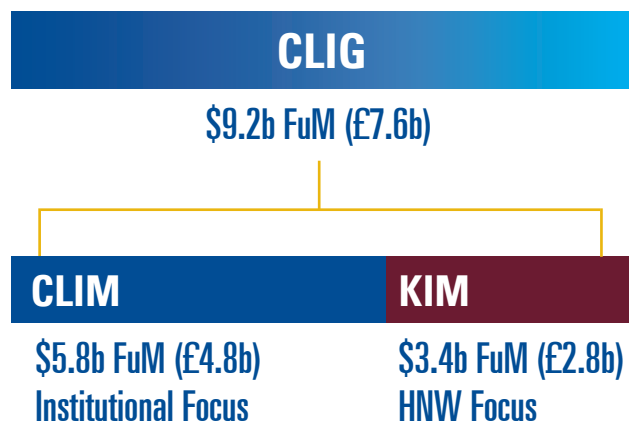 CLIG
$9.2b FuM (£7.6b)
CLIM
KIM
$5.8b FuM (£4.8b)
$3.4b FuM (£2.8b)
Institutional Focus
HNW Focus